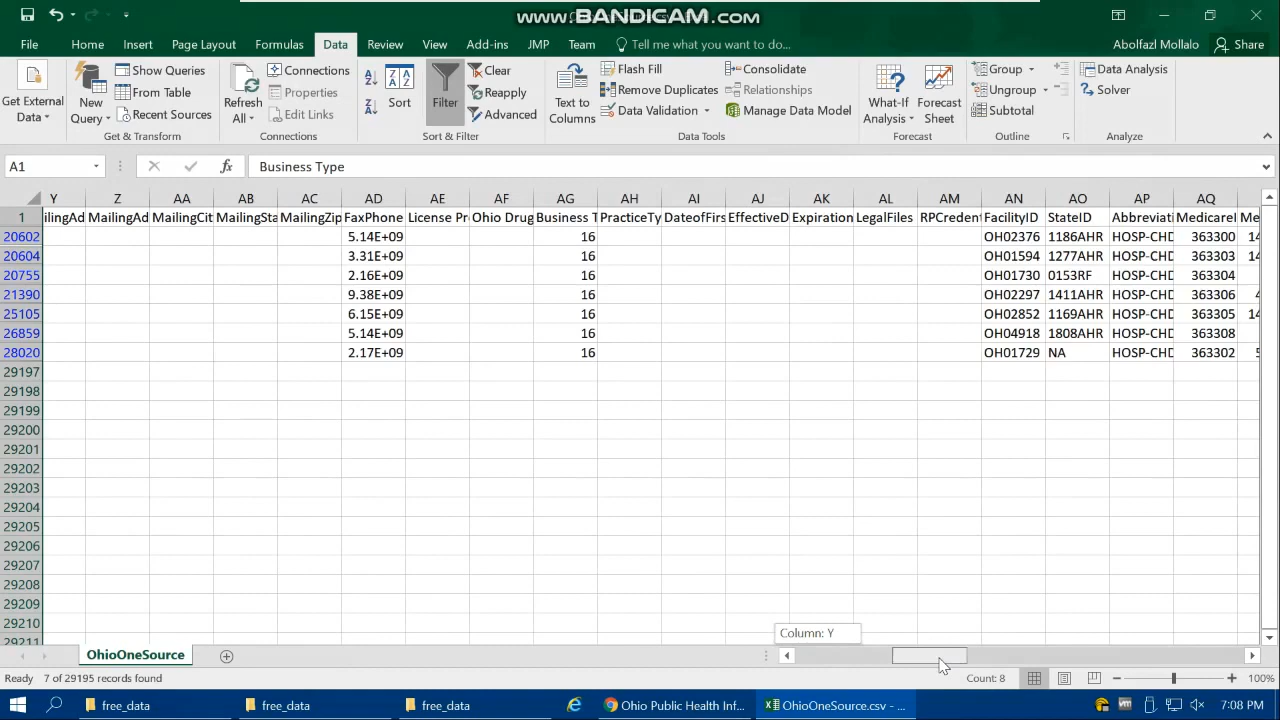 www.BANDICAM.com
File Home Insert Page Layout Formulas Data Review View Add-ins JMP Team Tell me what you want to do... Abolfazl Mollalo Share
Get External Data
New Query
Show Queries
From Table
Recent Sources
Get & Transform
Refresh All
Connections
Properties
Edit Links
Connections
Sort
Filter
Clear
Reapply
Advanced
Sort & Filter
Text to Columns
Flash Fill
Remove Duplicates
Data Validation
Consolidate
Relationships
Manage Data Model
Data Tools
What-If Analysis
Forecast Sheet
Forecast
Group
Ungroup
Subtotal
Outline
Data Analysis
Solver
Analyze
A1 fx Business Type
Y Z AA AB AC AD AE AF AG AH AI AJ AK AL AM AN AO AP AQ
1 ilingAd MailingAd MailingCit MailingSta MailingZip FaxPhone License Pr Ohio Drug Business T PracticeTy DateofFirs EffectiveD Expiration LegalFiles RPCreden FacilityID StateID Abbreviati MedicareI Me
20602 5.14E+09 16 OH02376 1186AHR HOSP-CHD 363300 14
20604 3.31E+09 16 OH01594 1277AHR HOSP-CHD 363303 14
20755 2.16E+09 16 OH01730 0153RF HOSP-CHD 363304
21390 9.38E+09 16 OH02297 1411AHR HOSP-CHD 363306 4
25105 6.15E+09 16 OH02852 1169AHR HOSP-CHD 363305 14
26859 5.14E+09 16 OH04918 1808AHR HOSP-CHD 363308
28020 2.17E+09 16 OH01729 NA HOSP-CHD 363302 5
29197
29198
29199
29200
29201
29202
29203
29204
29205
29206
29207
29208
29209
29210
29211
Column: Y
OhioOneSource
Ready 7 of 29195 records found Count: 8 100%
free_data free_data free_data Ohio Public Health Inf... OhioOneSource.csv - ... 7:08 PM